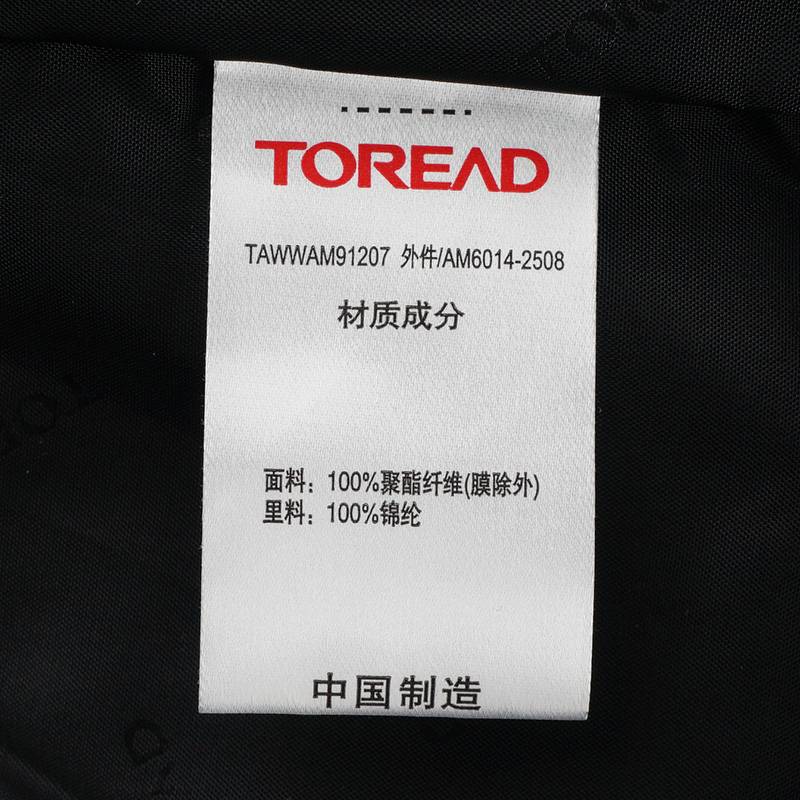 TOREAD
TAWWAM91207 外件/AM6014-2508
材质成分
面料：100%聚酯纤维(膜除外)
里料：100%锦纶
中国制造